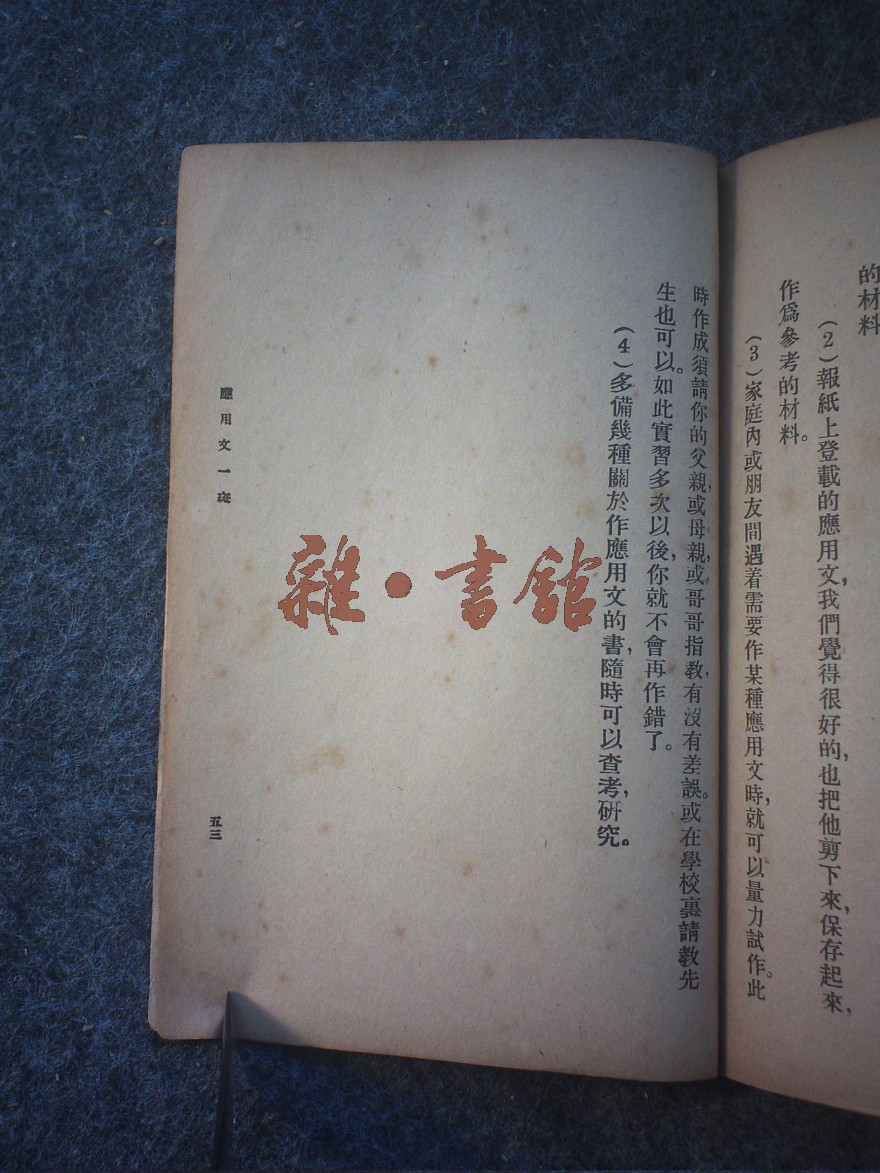 的材料
(2)報紙上登載的應用文,我們覺得很好的,也把他剪下來,保存起來,
作爲參考的材料。
(3)家庭內或朋友間遇着需要作某種應用文時,就可以量力試作。此
時作成須請你的父親,或母親,或哥哥指教,有沒有差誤。或在學校裏請教先
生也可以。如此實習多次以後,你就不會再作錯了。
(4)多備幾種關於作應用文的書,隨時可以查考,研究。
應用文一斑
五三
雜·書館